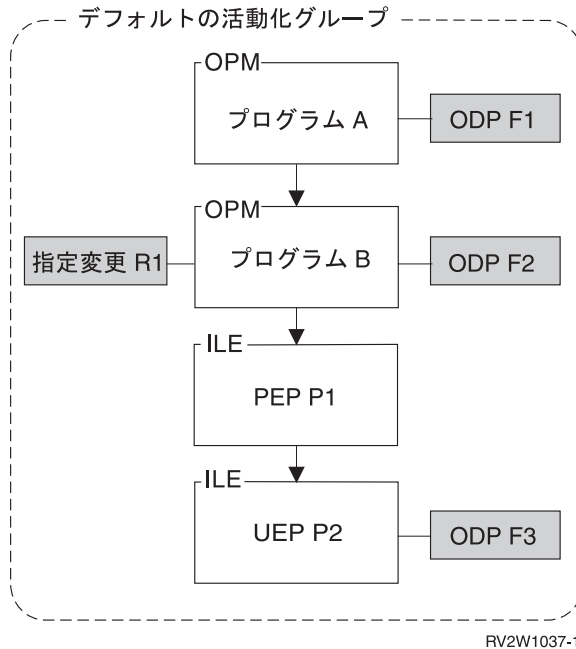 デフォルトの活動化グループ
OPM
プログラム A
ODP F1
OPM
指定変更 R1
プログラム B
ODP F2
ILE
PEP P1
ILE
UEP P2
ODP F3
RV2W1037-1